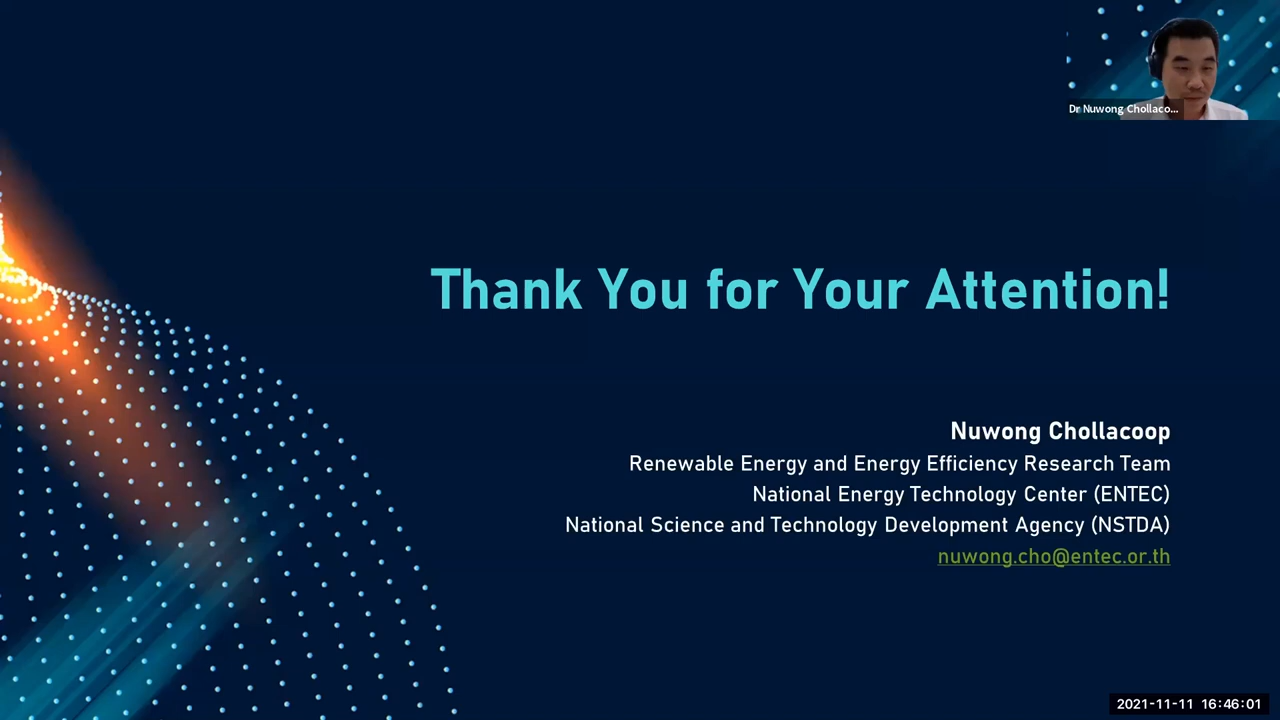 Dr Nuwong Chollaco...
Thank You for Your Attention!
Nuwong Chollacoop
Renewable Energy and Energy Efficiency Research Team
National Energy Technology Center (ENTEC)
National Science and Technology Development Agency (NSTDA)
nuwong.cho@entec.or.th
2021-11-11 16:46:01